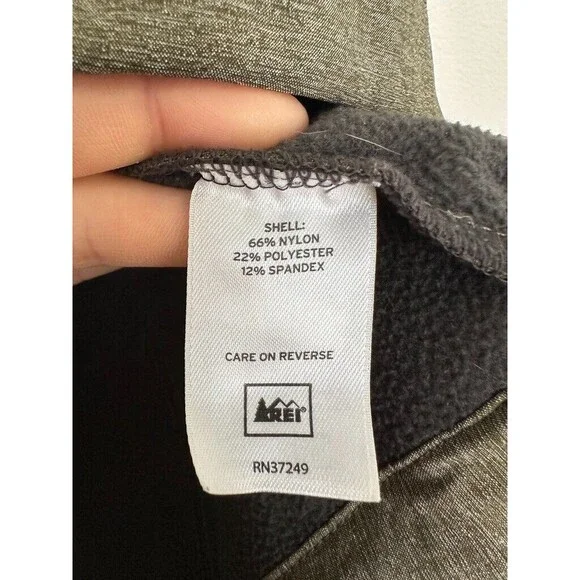 SHELL:
66% NYLON
22% POLYESTER
12% SPANDEX
CARE ON REVERSE
REI®
RN37249